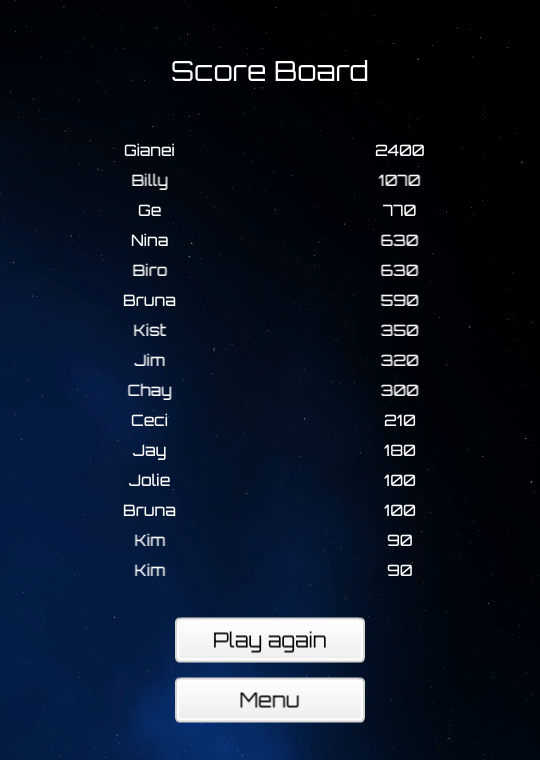 Score Board
Gianei 2400
Billy 1070
Ge 770
Nina 630
Biro 630
Bruna 590
Kist 350
Jim 320
Chay 300
Ceci 210
Jay 180
Jolie 100
Bruna 100
Kim 90
Kim 90
Play again
Menu